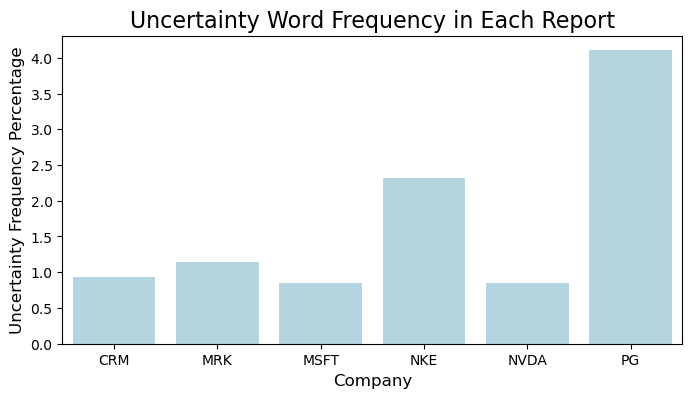 Uncertainty Word Frequency in Each Report
Uncertainty Frequency Percentage
4.0
3.5
3.0
2.5
2.0
1.5
1.0
0.5
0.0
CRM MRK MSFT NKE NVDA PG
Company